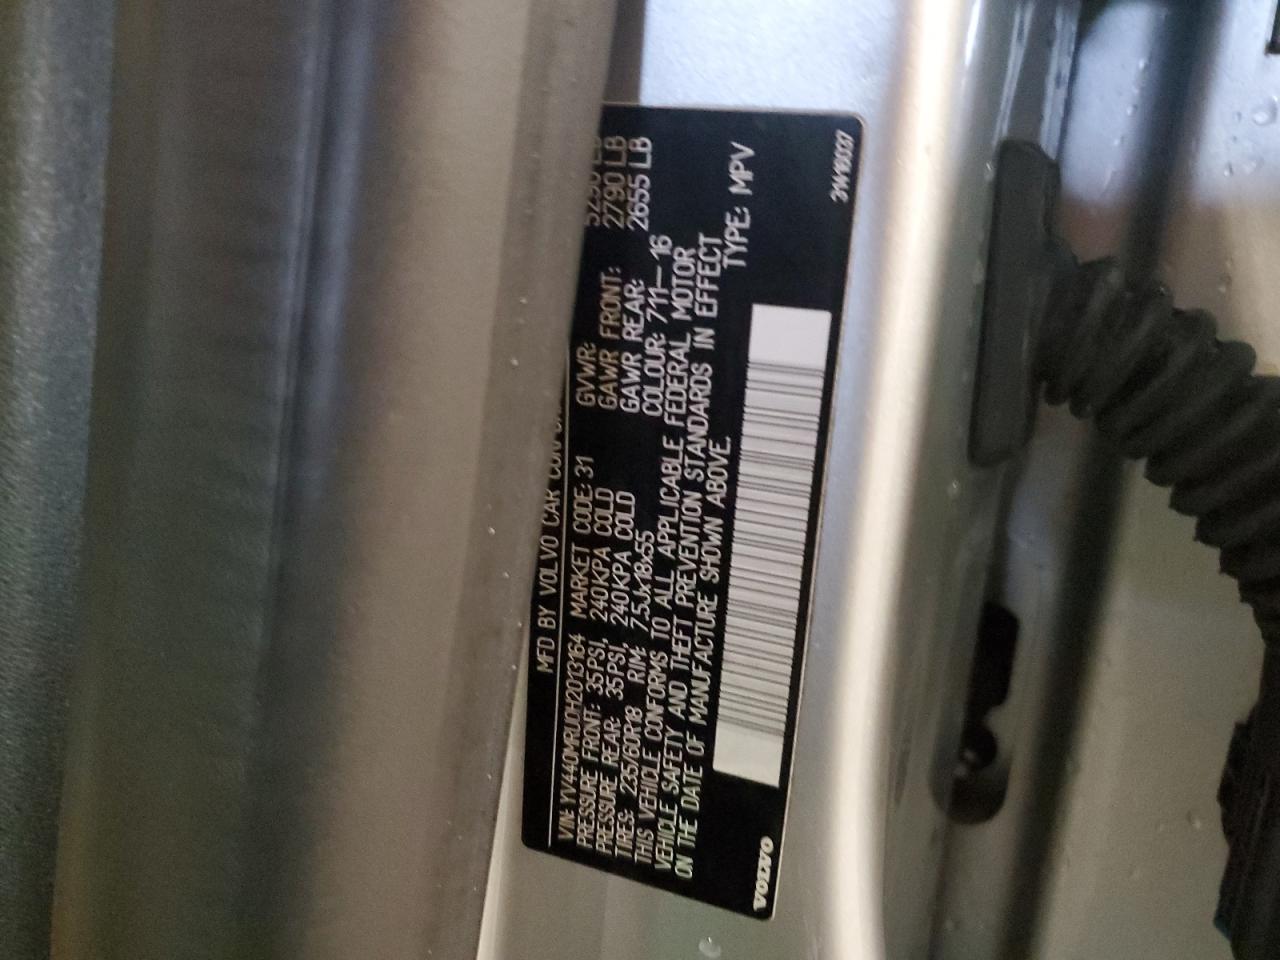 MFD BY VOLVO CAR
VIN: YV440MRU0H2013164 MARKET CODE: 31 GVWR: 5290 LB
PRESSURE FRONT: 35PSI, 240KPA COLD GAWR FRONT: 2790 LB
PRESSURE REAR: 35PSI, 240KPA COLD GAWR REAR: 2655 LB
TIRES: 235/60R18 RIM: 7.5Jx18x55 COLOUR: 711— 16
THIS VEHICLE CONFORMS TO ALL APPLICABLE FEDERAL MOTOR
VEHICLE SAFETY AND THEFT PREVENTION STANDARDS IN EFFECT
ON THE DATE OF MANUFACTURE SHOWN ABOVE. TYPE: MPV
VOLVO